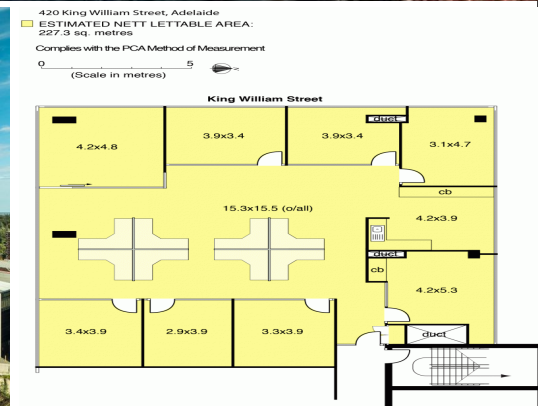 420 King William Street, Adelaide
ESTIMATED NETT LETTABLE AREA:
227.3 sq. metres
Complies with the PCA Method of Measurement
0 5
(Scale in metres)
N
King William Street
duct
3.9x3.4 3.9x3.4
4.2x4.8 3.1x4.7
cb
15.3x15.5 (o/all) 4.2x3.9
duct
cb
4.2x5.3
3.4x3.9 2.9x3.9 3.3x3.9 duct